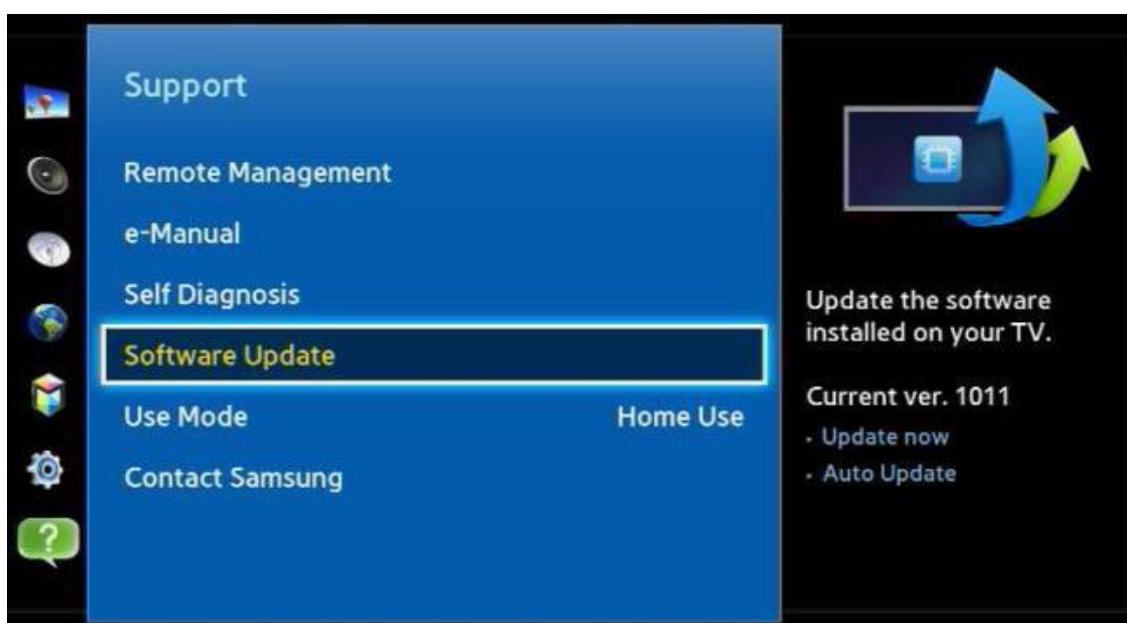 Support
Remote Management
e-Manual
Self Diagnosis
Software Update
Use Mode Home Use
Contact Samsung
?
Update the software
installed on your TV.
Current ver. 1011
· Update now
· Auto Update